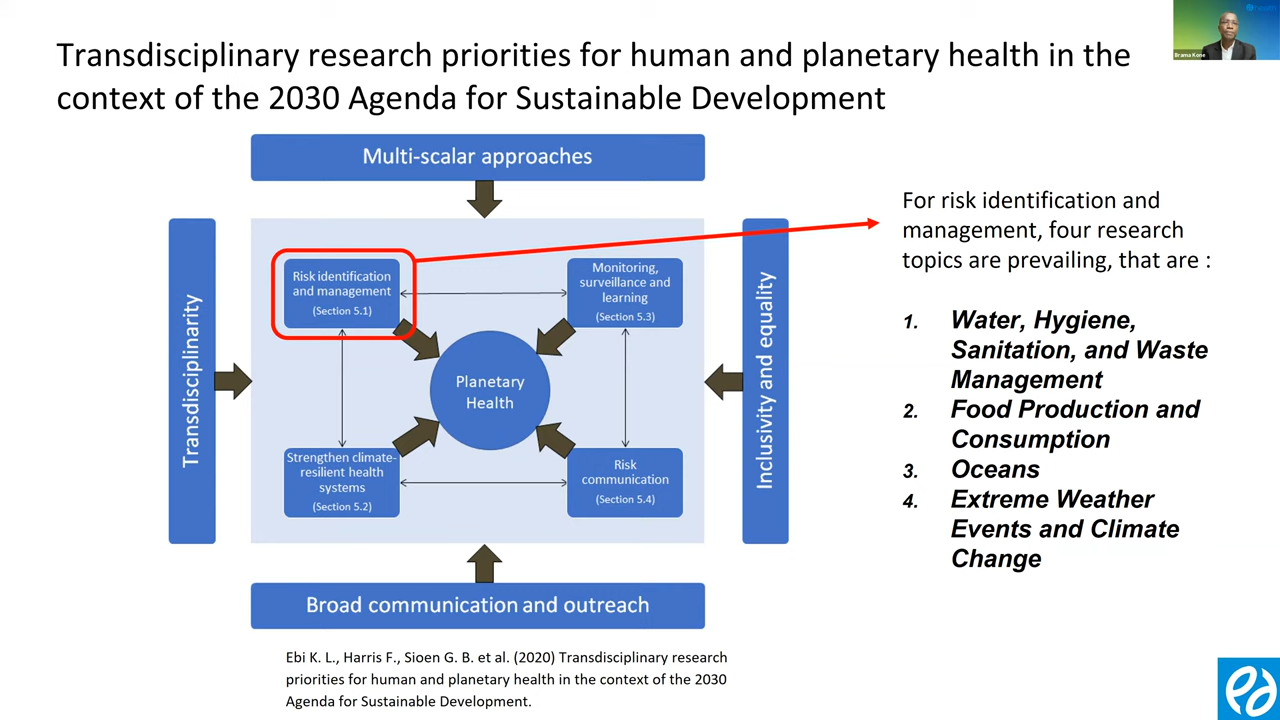 Transdisciplinary research priorities for human and planetary health in the
context of the 2030 Agenda for Sustainable Development
Brama Kone
Multi-scalar approaches
Transdisciplinarity
Risk identification
and management
(Section 5.1)
Monitoring,
surveillance and
learning
(Section 5.3)
Planetary
Health
Strengthen climate-
resilient health
systems
(Section 5.2)
Risk
communication
(Section 5.4)
Inclusivity and equality
Broad communication and outreach
For risk identification and
management, four research
topics are prevailing, that are :
1. Water, Hygiene,
Sanitation, and Waste
Management
2. Food Production and
Consumption
3. Oceans
4. Extreme Weather
Events and Climate
Change
Ebi K. L., Harris F., Sioen G. B. et al. (2020) Transdisciplinary research
priorities for human and planetary health in the context of the 2030
Agenda for Sustainable Development.